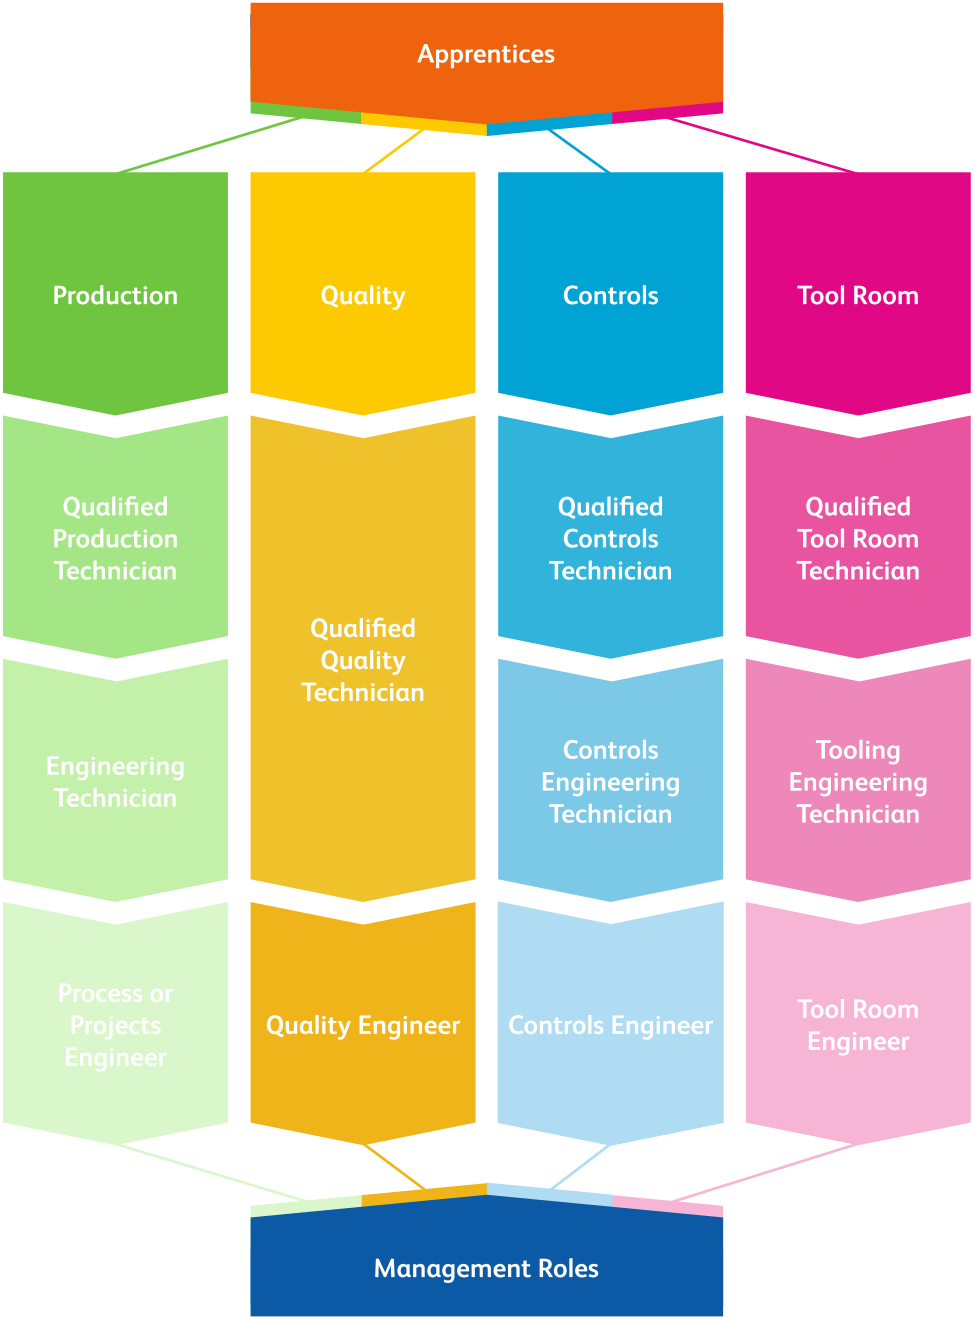 Apprentices
Production
Quality
Controls
Tool Room
Qualified
Production
Technician
Qualified
Quality
Technician
Qualified
Controls
Technician
Qualified
Tool Room
Technician
Engineering
Technician
Controls
Engineering
Technician
Tooling
Engineering
Technician
Process or
Projects
Engineer
Quality Engineer
Controls Engineer
Tool Room
Engineer
Management Roles